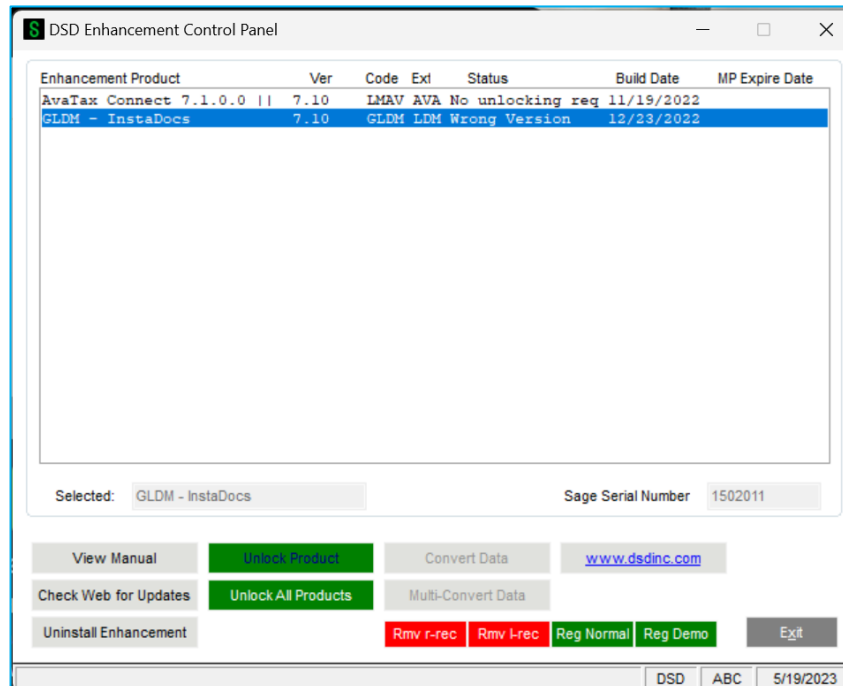 S DSD Enhancement Control Panel
Enhancement Product Ver Code Ext Status Build Date MP Expire Date
AvaTax Connect 7.1.0.0 || 7.10 LMAV AVA No unlocking req 11/19/2022
GLDM - InstaDocs 7.10 GLDM LDM Wrong Version 12/23/2022
Selected: GLDM - InstaDocs Sage Serial Number 1502011
View Manual Unlock Product Convert Data www.dsdinc.com
Check Web for Updates Unlock All Products Multi-Convert Data
Uninstall Enhancement Rmv r-rec Rmv l-rec Reg Normal Reg Demo Exit
DSD ABC 5/19/2023